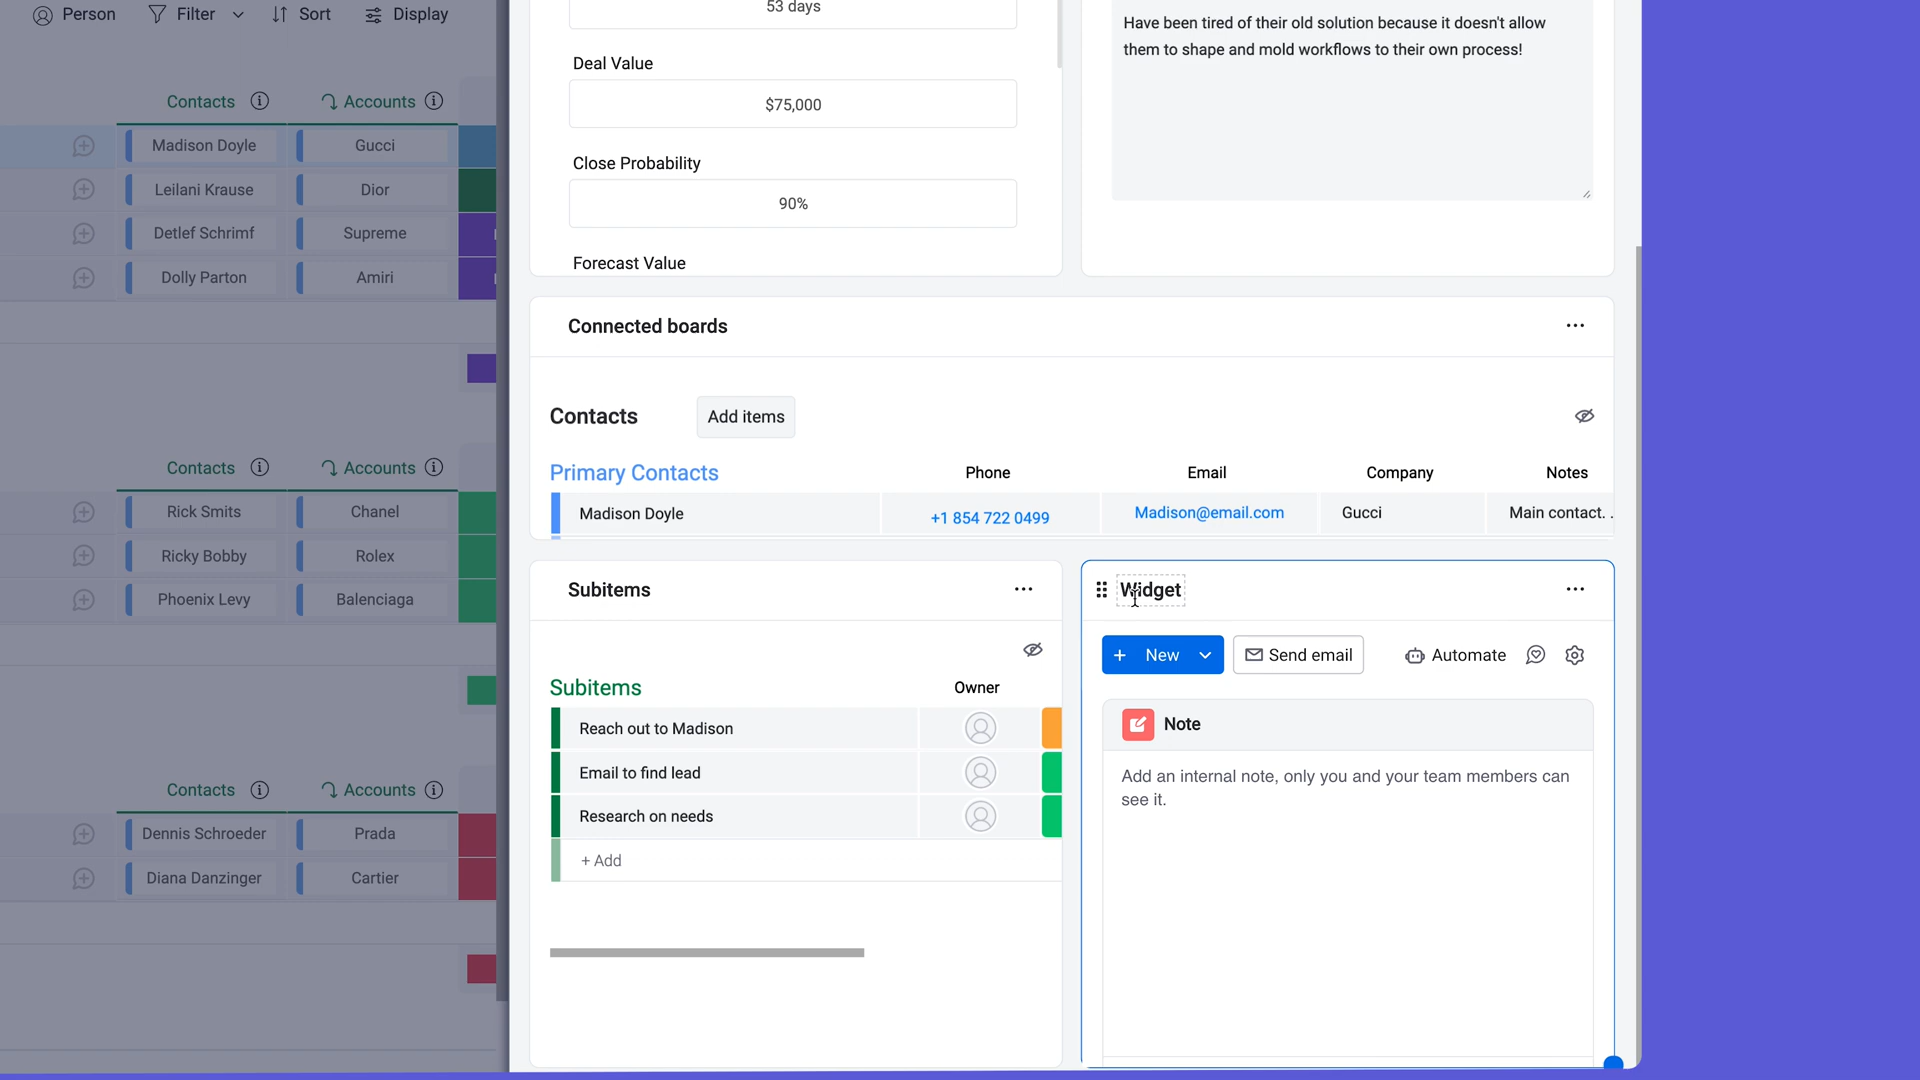 Person
Filter
Sort
Display
Contacts
Accounts
Madison Doyle
Gucci
Leilani Krause
Dior
Detlef Schrimf
Supreme
Dolly Parton
Amiri
Contacts
Accounts
Rick Smits
Chanel
Ricky Bobby
Rolex
Phoenix Levy
Balenciaga
Contacts
Accounts
Dennis Schroeder
Prada
Diana Danzinger
Cartier
53 days
Deal Value
$75,000
Close Probability
90%
Forecast Value
Have been tired of their old solution because it doesn't allow
them to shape and mold workflows to their own process!
Connected boards
Contacts
Add items
Primary Contacts
Phone
Email
Company
Notes
Madison Doyle
+1 854 722 0499
Madison@email.com
Gucci
Main contact. .
Subitems
Subitems
Owner
Reach out to Madison
Email to find lead
Research on needs
+ Add
Widget
+ New
Send email
Automate
Note
Add an internal note, only you and your team members can
see it.